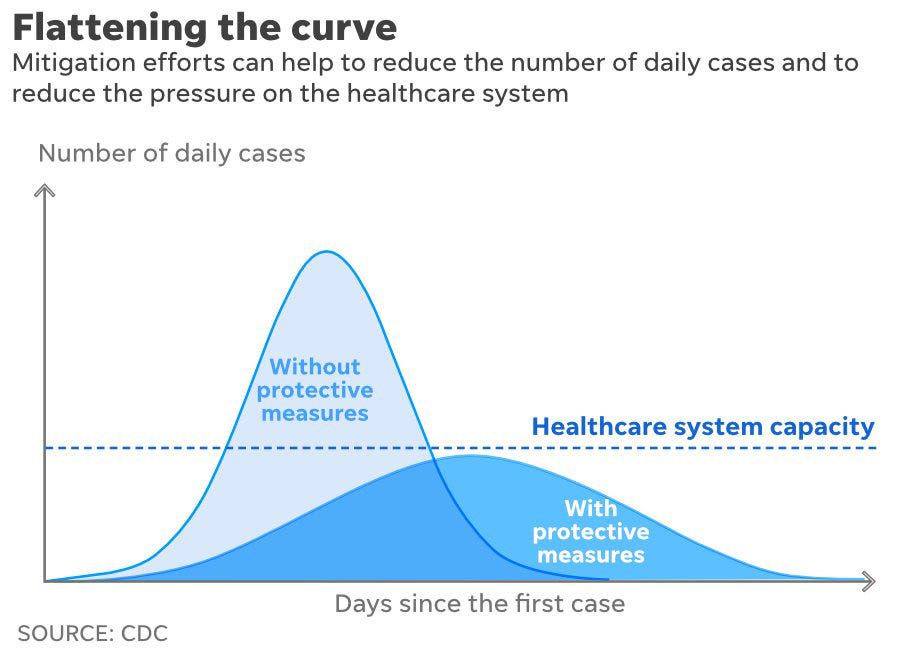 Flattening the curve
Mitigation efforts can help to reduce the number of daily cases and to
reduce the pressure on the healthcare system
Number of daily cases
Without
protective
measures
Healthcare system capacity
With
protective
measures
Days since the first case
SOURCE: CDC